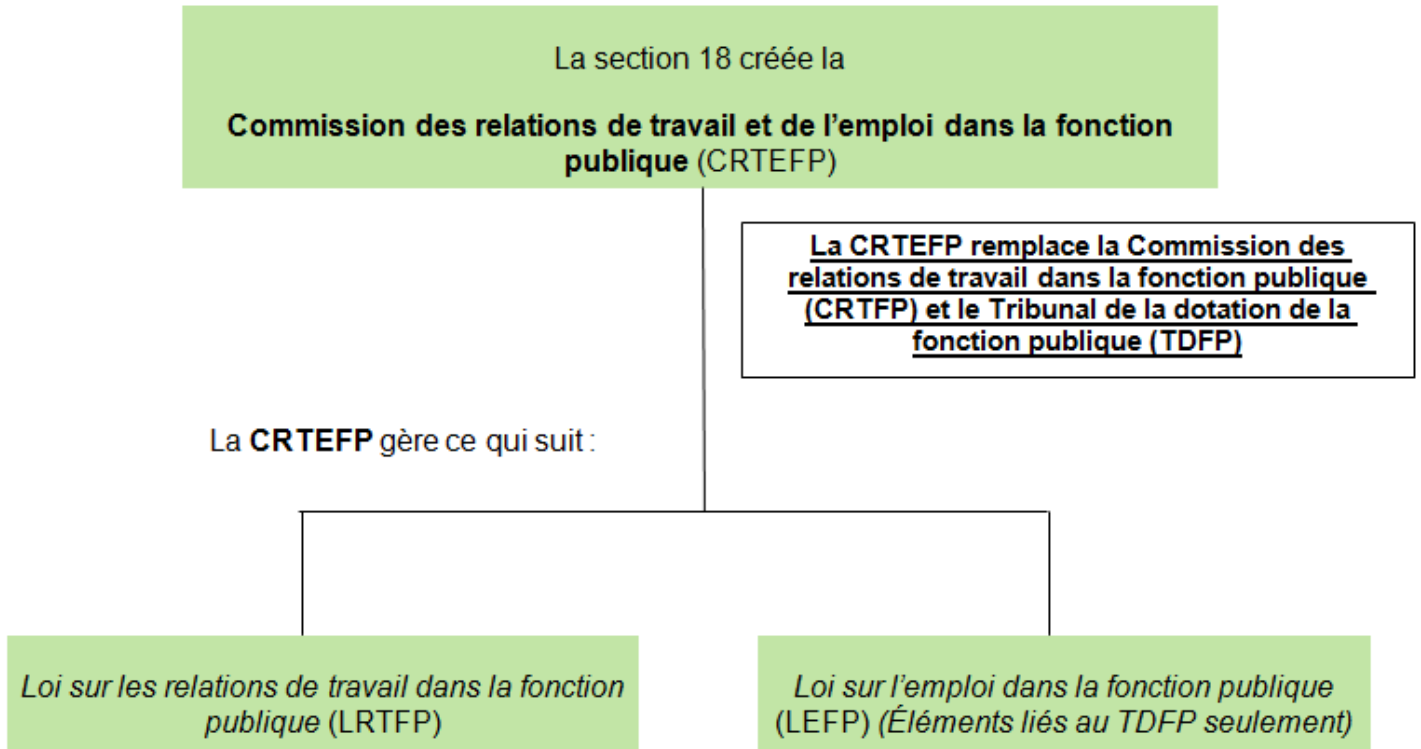 La section 18 créée la
Commission des relations de travail et de l’emploi dans la fonction
publique (CRTEFP)
La CRTEFP remplace la Commission des
relations de travail dans la fonction publique
(CRTFP) et le Tribunal de la dotation de la
fonction publique (TDFP)
La CRTEFP gère ce qui suit :
Loi sur les relations de travail dans la fonction
publique (LRTFP)
Loi sur l’emploi dans la fonction publique
(LEFP) (Éléments liés au TDFP seulement)